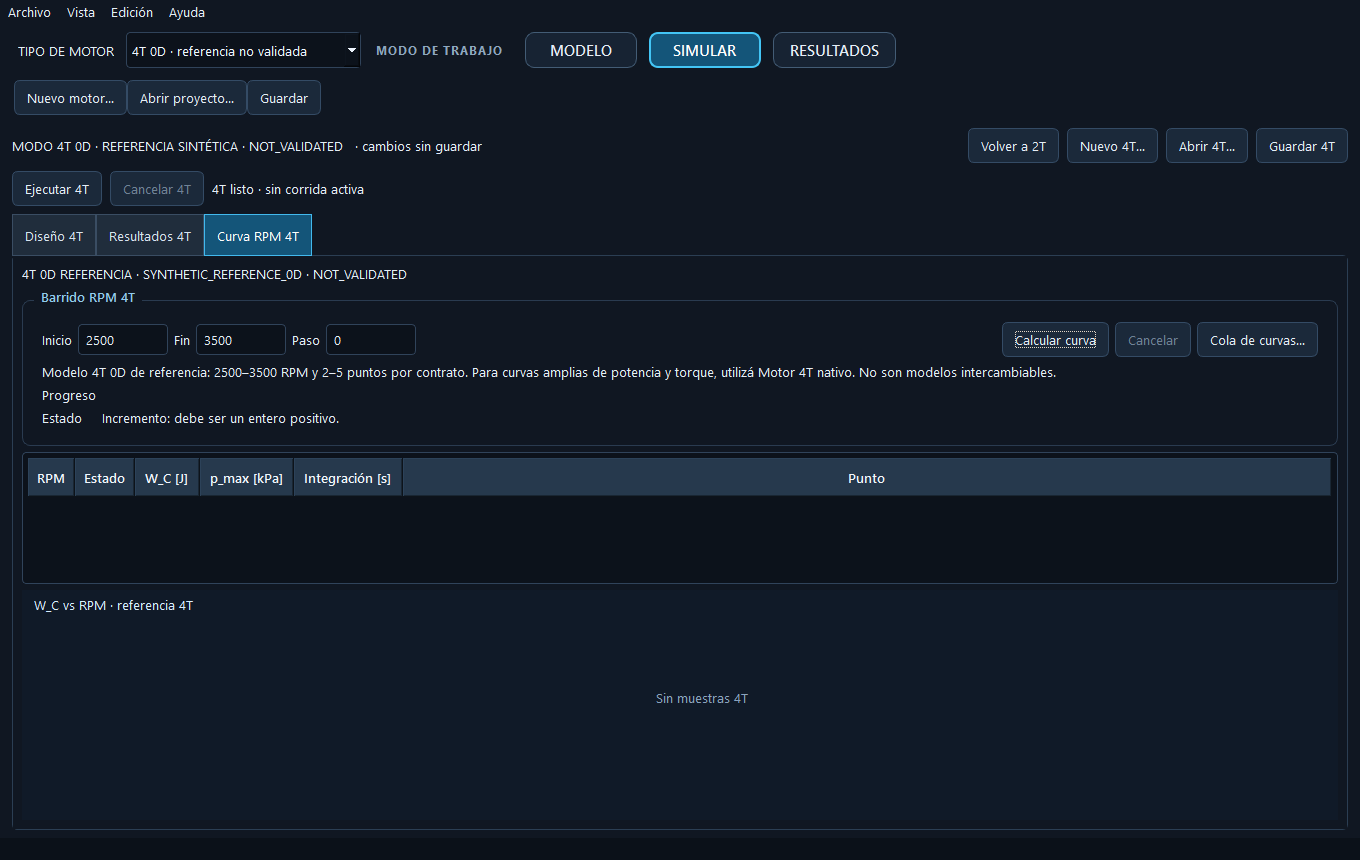 Archivo Vista Edición Ayuda
TIPO DE MOTOR 4T 0D · referencia no validada MODO DE TRABAJO MODELO SIMULAR RESULTADOS
Nuevo motor... Abrir proyecto... Guardar
MODO 4T 0D · REFERENCIA SINTÉTICA · NOT_VALIDATED · cambios sin guardar Volver a 2T Nuevo 4T... Abrir 4T... Guardar 4T
Ejecutar 4T Cancelar 4T 4T listo · sin corrida activa
Diseño 4T Resultados 4T Curva RPM 4T
4T 0D REFERENCIA · SYNTHETIC_REFERENCE_0D · NOT_VALIDATED
Barrido RPM 4T
Inicio 2500 Fin 3500 Paso 0 Calcular curva Cancelar Cola de curvas...
Modelo 4T 0D de referencia: 2500–3500 RPM y 2–5 puntos por contrato. Para curvas amplias de potencia y torque, utilizá Motor 4T nativo. No son modelos intercambiables.
Progreso
Estado Incremento: debe ser un entero positivo.
RPM Estado W_C [J] p_max [kPa] Integración [s] Punto
W_C vs RPM · referencia 4T
Sin muestras 4T